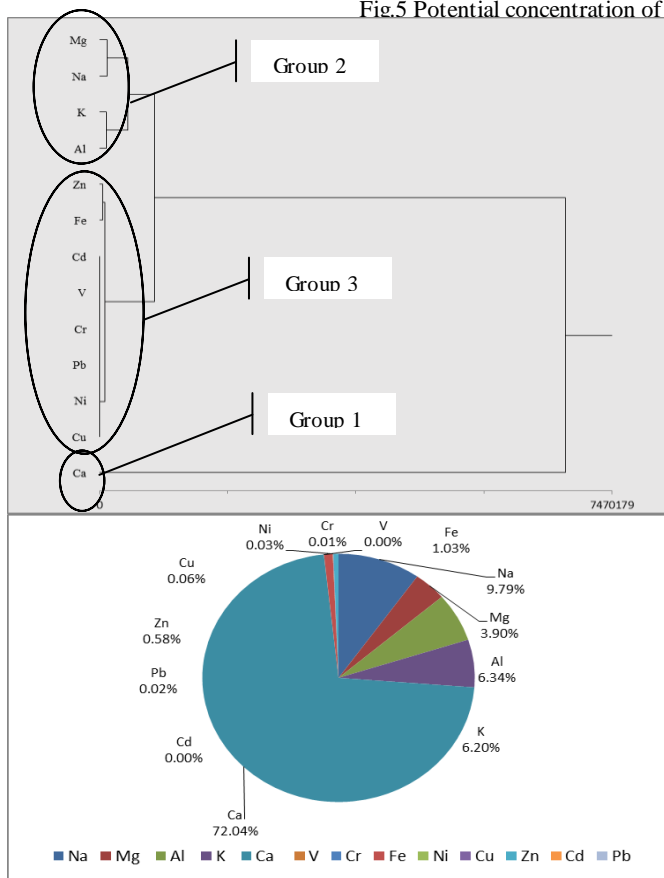 Fig.5 Potential concentration of
Mg
Na
Group 2
K
Al
Zn
Fe
Cd
V
Group 3
Cr
Pb
Ni
Group 1
Cu
Ca
0
7470179
Ni
0.03%
Cr
0.01%
V
0.00%
Fe
1.03%
Cu
0.06%
Na
9.79%
Mg
3.90%
Zn
0.58%
Al
6.34%
Pb
0.02%
K
6.20%
Cd
0.00%
Ca
72.04%
Na Mg Al K Ca V Cr Fe Ni Cu Zn Cd Pb